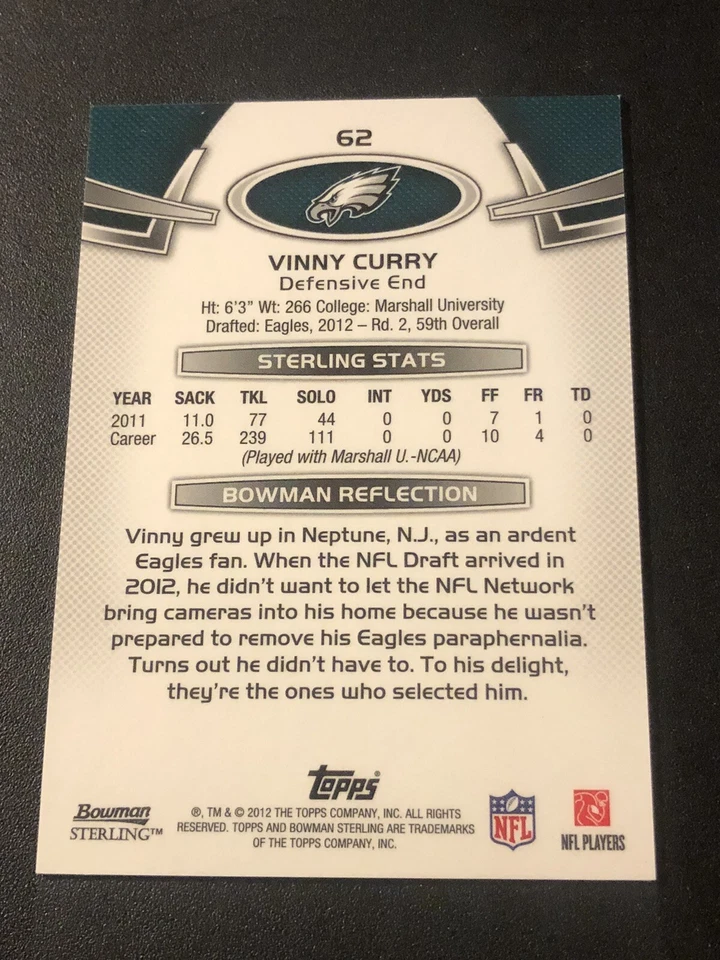 62
VINNY CURRY
Defensive End
Ht: 6'3" Wt: 266 College: Marshall University
Drafted: Eagles, 2012 – Rd. 2, 59th Overall
STERLING STATS
YEAR SACK TKL SOLO INT YDS FF FR TD
2011 11.0 77 44 0 0 7 1 0
Career 26.5 239 111 0 0 10 4 0
(Played with Marshall U.-NCAA)
BOWMAN REFLECTION
Vinny grew up in Neptune, N.J., as an ardent
Eagles fan. When the NFL Draft arrived in
2012, he didn't want to let the NFL Network
bring cameras into his home because he wasn't
prepared to remove his Eagles paraphernalia.
Turns out he didn't have to. To his delight,
they're the ones who selected him.
Topps®
Bowman
STERLING™
®, TM & © 2012 THE TOPPS COMPANY, INC. ALL RIGHTS
RESERVED. TOPPS AND BOWMAN STERLING ARE TRADEMARKS
OF THE TOPPS COMPANY, INC.
NFL
NFL PLAYERS